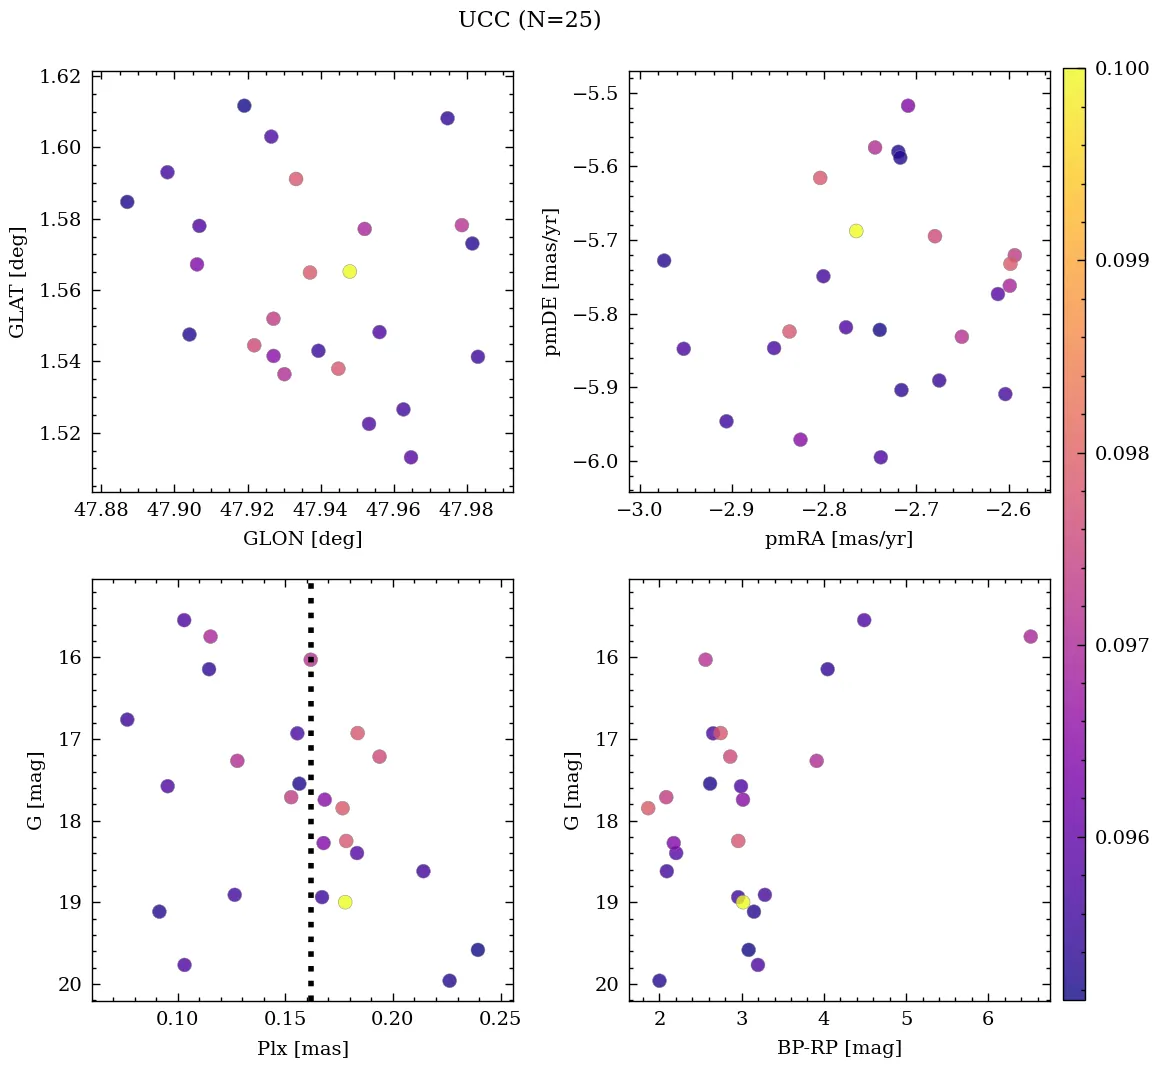 UCC (N=25)
1.62
1.60
1.58
1.56
1.54
1.52
GLAT [deg]
47.88 47.90 47.92 47.94 47.96 47.98
GLON [deg]
−5.5
−5.6
−5.7
−5.8
−5.9
−6.0
pmDE [mas/yr]
−3.0 −2.9 −2.8 −2.7 −2.6
pmRA [mas/yr]
0.100
0.099
0.098
0.097
0.096
16
17
18
19
20
G [mag]
0.10 0.15 0.20 0.25
Plx [mas]
16
17
18
19
20
G [mag]
2 3 4 5 6
BP-RP [mag]